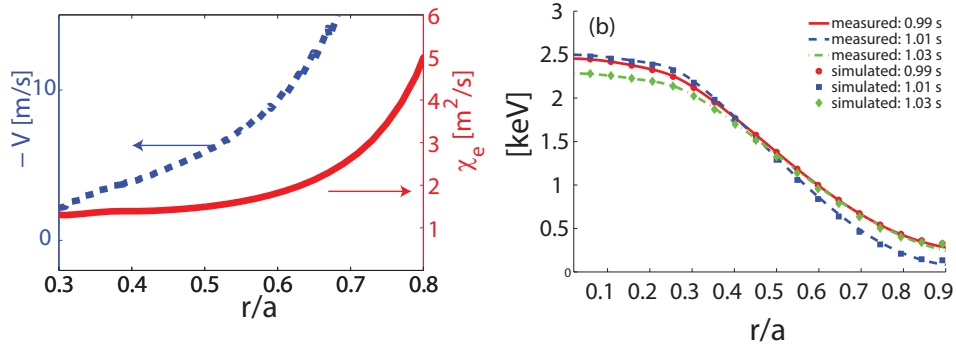 − V [m/s]
10
0
6
5
4
3
2
1
χe [m²/s]
0.3 0.4 0.5 0.6 0.7 0.8
r/a
(b)
measured: 0.99 s
measured: 1.01 s
measured: 1.03 s
simulated: 0.99 s
simulated: 1.01 s
simulated: 1.03 s
[keV]
3
2.5
2
1.5
1
0.5
0
0.1 0.2 0.3 0.4 0.5 0.6 0.7 0.8 0.9
r/a